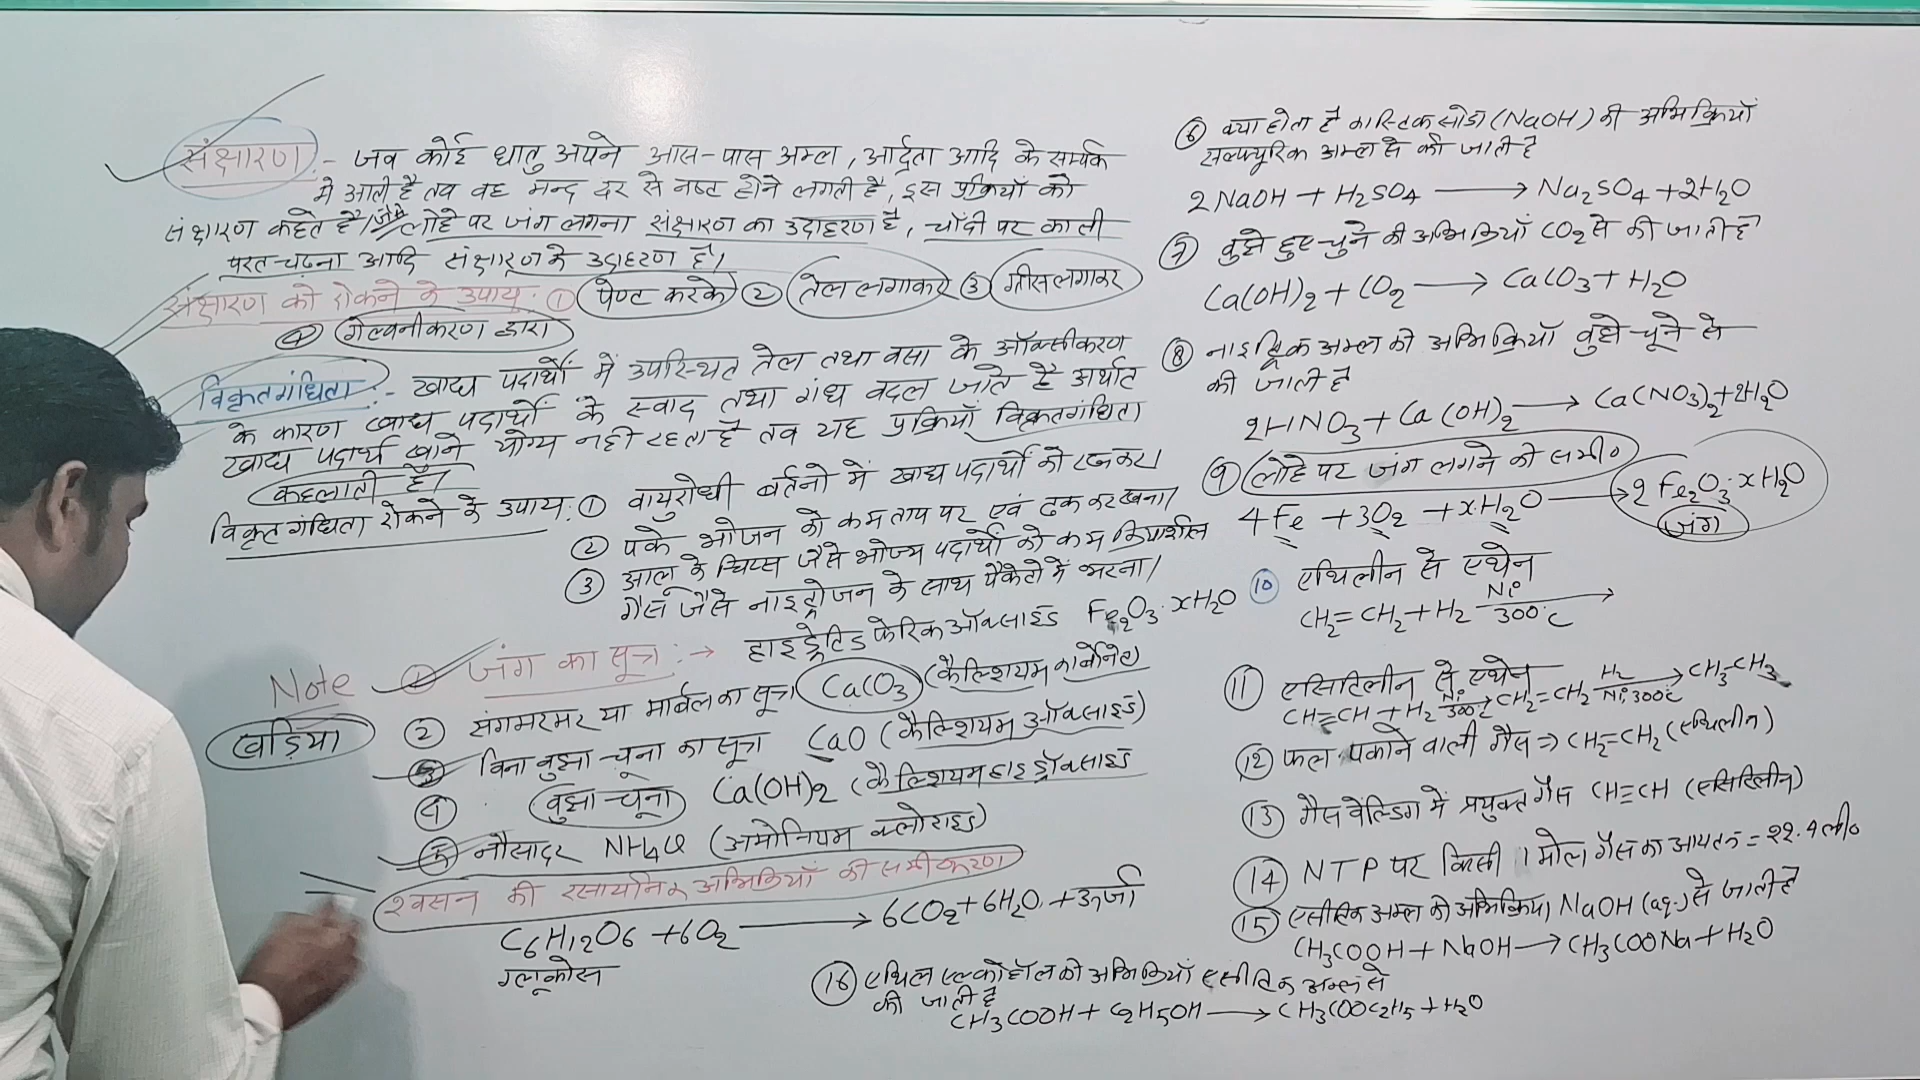 संक्षारण :- जब कोई धातु अपने आस-पास अम्ल, आर्द्रता आदि के सम्पर्क
मे आती है तब वह मन्द दर से नष्ट होने लगती है, इस प्रक्रियाँ को
संक्षारण कहते है। जैसे लोहे पर जंग लगना संक्षारण का उदाहरण है, चाँदी पर काली
परत चढ़ना आदि संक्षारण के उदाहरण है।
संक्षारण को रोकने के उपाय : ① पेण्ट करके ② तेल लगाकर ③ ग्रीस लगाकर
④ गेल्वनीकरण द्वारा
विकृतगंधिता :- खाद्य पदार्थों में उपस्थित तेल तथा वसा के ऑक्सीकरण
के कारण खाद्य पदार्थो के स्वाद तथा गंध बदल जाते है अर्थात
खाद्य पदार्थ खाने योग्य नही रहता है तब यह प्रक्रियाँ विकृतगंधिता
कहलाती है।
विकृतगंधिता रोकने के उपाय : ① वायुरोधी बर्तनो में खाद्य पदार्थों को रखकर।
② पके भोजन को कम ताप पर एवं ढक कर रखना।
③ आलू के चिप्स जैसे भोज्य पदार्थो को कम क्रियाशील
गैस जैसे नाइट्रोजन के साथ पैकेटो में भरना।
Note ① जंग का सूत्र :→ हाइड्रेटिड फेरिक ऑक्साइड Fe2O3·xH2O
② संगमरमर या मार्बल का सूत्र CaCO3 (कैल्शियम कार्बोनेट)
खड़िया
③ बिना बुझा चूना का सूत्र CaO (कैल्शियम ऑक्साइड)
④ बुझा चूना Ca(OH)2 (कैल्शियम हाइड्रॉक्साइड
⑤ नौसादर NH4Cl (अमोनियम क्लोराइड)
श्वसन की रसायनिक अभिक्रियाँ की समीकरण
C6H12O6 + 6O2 ⟶ 6CO2 + 6H2O + ऊर्जा
ग्लूकोस
⑥ क्या होता है कास्टिक सोडा (NaOH) की अभिक्रियाँ
सल्फ्यूरिक अम्ल से की जाती है
2NaOH + H2SO4 ⟶ Na2SO4 + 2H2O
⑦ बुझे हुए चुने की अभिक्रियाँ CO2 से की जाती है
Ca(OH)2 + CO2 ⟶ CaCO3 + H2O
⑧ नाइट्रिक अम्ल की अभिक्रियाँ बुझे चूने से
की जाती है
2HNO3 + Ca(OH)2 ⟶ Ca(NO3)2 + 2H2O
⑨ लोहे पर जंग लगने की समी०
4Fe + 3O2 + xH2O ⟶ 2Fe2O3·xH2O
जंग
⑩ एथिलीन से एथेन
CH2=CH2 + H2 Ni 300°C ⟶
⑪ एसिटिलीन से एथेन
CH≡CH + H2 Ni 300°C → CH2=CH2 H2 Ni, 300°C → CH3-CH3
⑫ फल पकाने वाली गैस ⇒ CH2=CH2 (एथिलीन)
⑬ गैस वेल्डिंग में प्रयुक्त गैस CH≡CH (एसिटिलीन)
⑭ NTP पर किसी 1 मोल गैस का आयतन = 22.4 ली०
⑮ एसीटिक अम्ल की अभिक्रिया NaOH (aq.) से जाती है
CH3COOH + NaOH ⟶ CH3COONa + H2O
⑯ एथिल एल्कोहॉल की अभिक्रियाँ एसीटिक अम्ल से
की जाती है
CH3COOH + C2H5OH ⟶ CH3COOC2H5 + H2O